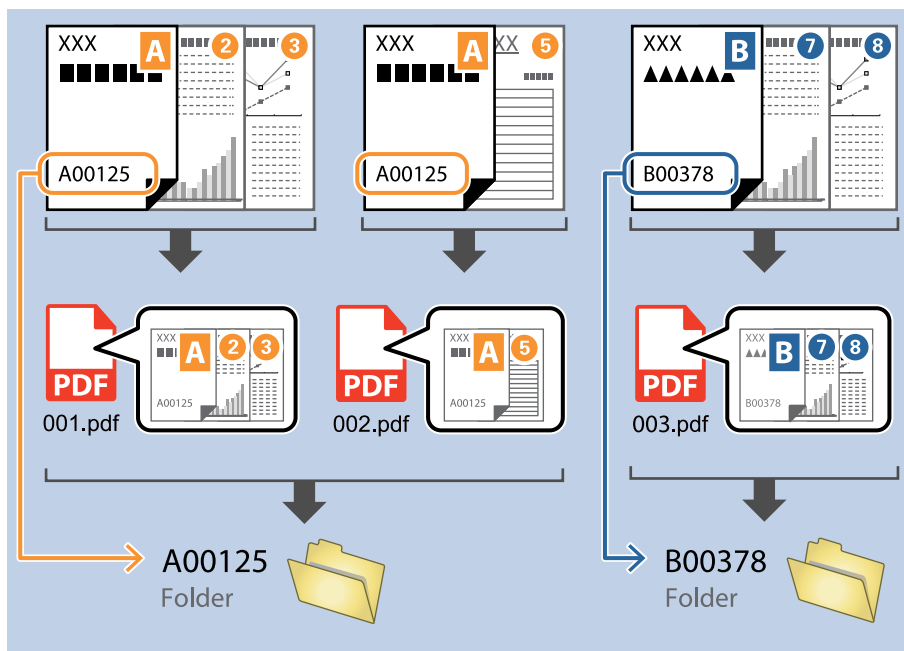 XXX
A
2
3
A00125
XXX
A
XX
5
A00125
XXX
B
7
8
B00378
PDF
001.pdf
XXX
A
2
3
A00125
PDF
002.pdf
XXX
A
5
A00125
PDF
003.pdf
XXX
B
7
8
B00378
A00125
Folder
B00378
Folder